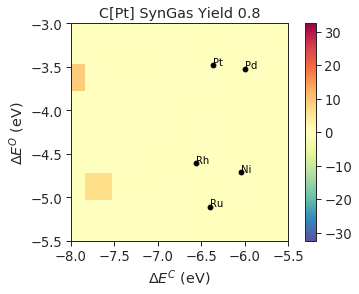 C[Pt] SynGas Yield 0.8
−3.0
−3.5
−4.0
−4.5
−5.0
−5.5
ΔE^O (eV)
Pt
Pd
Rh
Ni
Ru
−8.0 −7.5 −7.0 −6.5 −6.0 −5.5
ΔE^C (eV)
30
20
10
0
−10
−20
−30